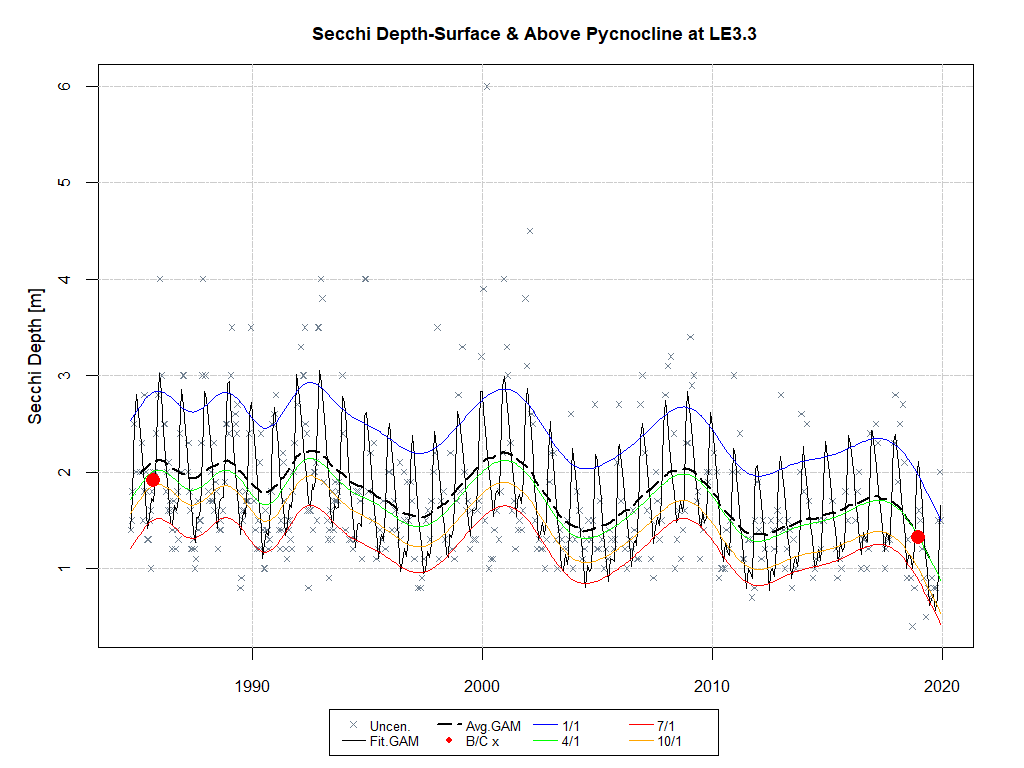 Secchi Depth-Surface & Above Pycnocline at LE3.3
Secchi Depth [m]
6
5
4
3
2
1
1990 2000 2010 2020
Uncen. Avg.GAM 1/1 7/1
Fit.GAM B/C x 4/1 10/1